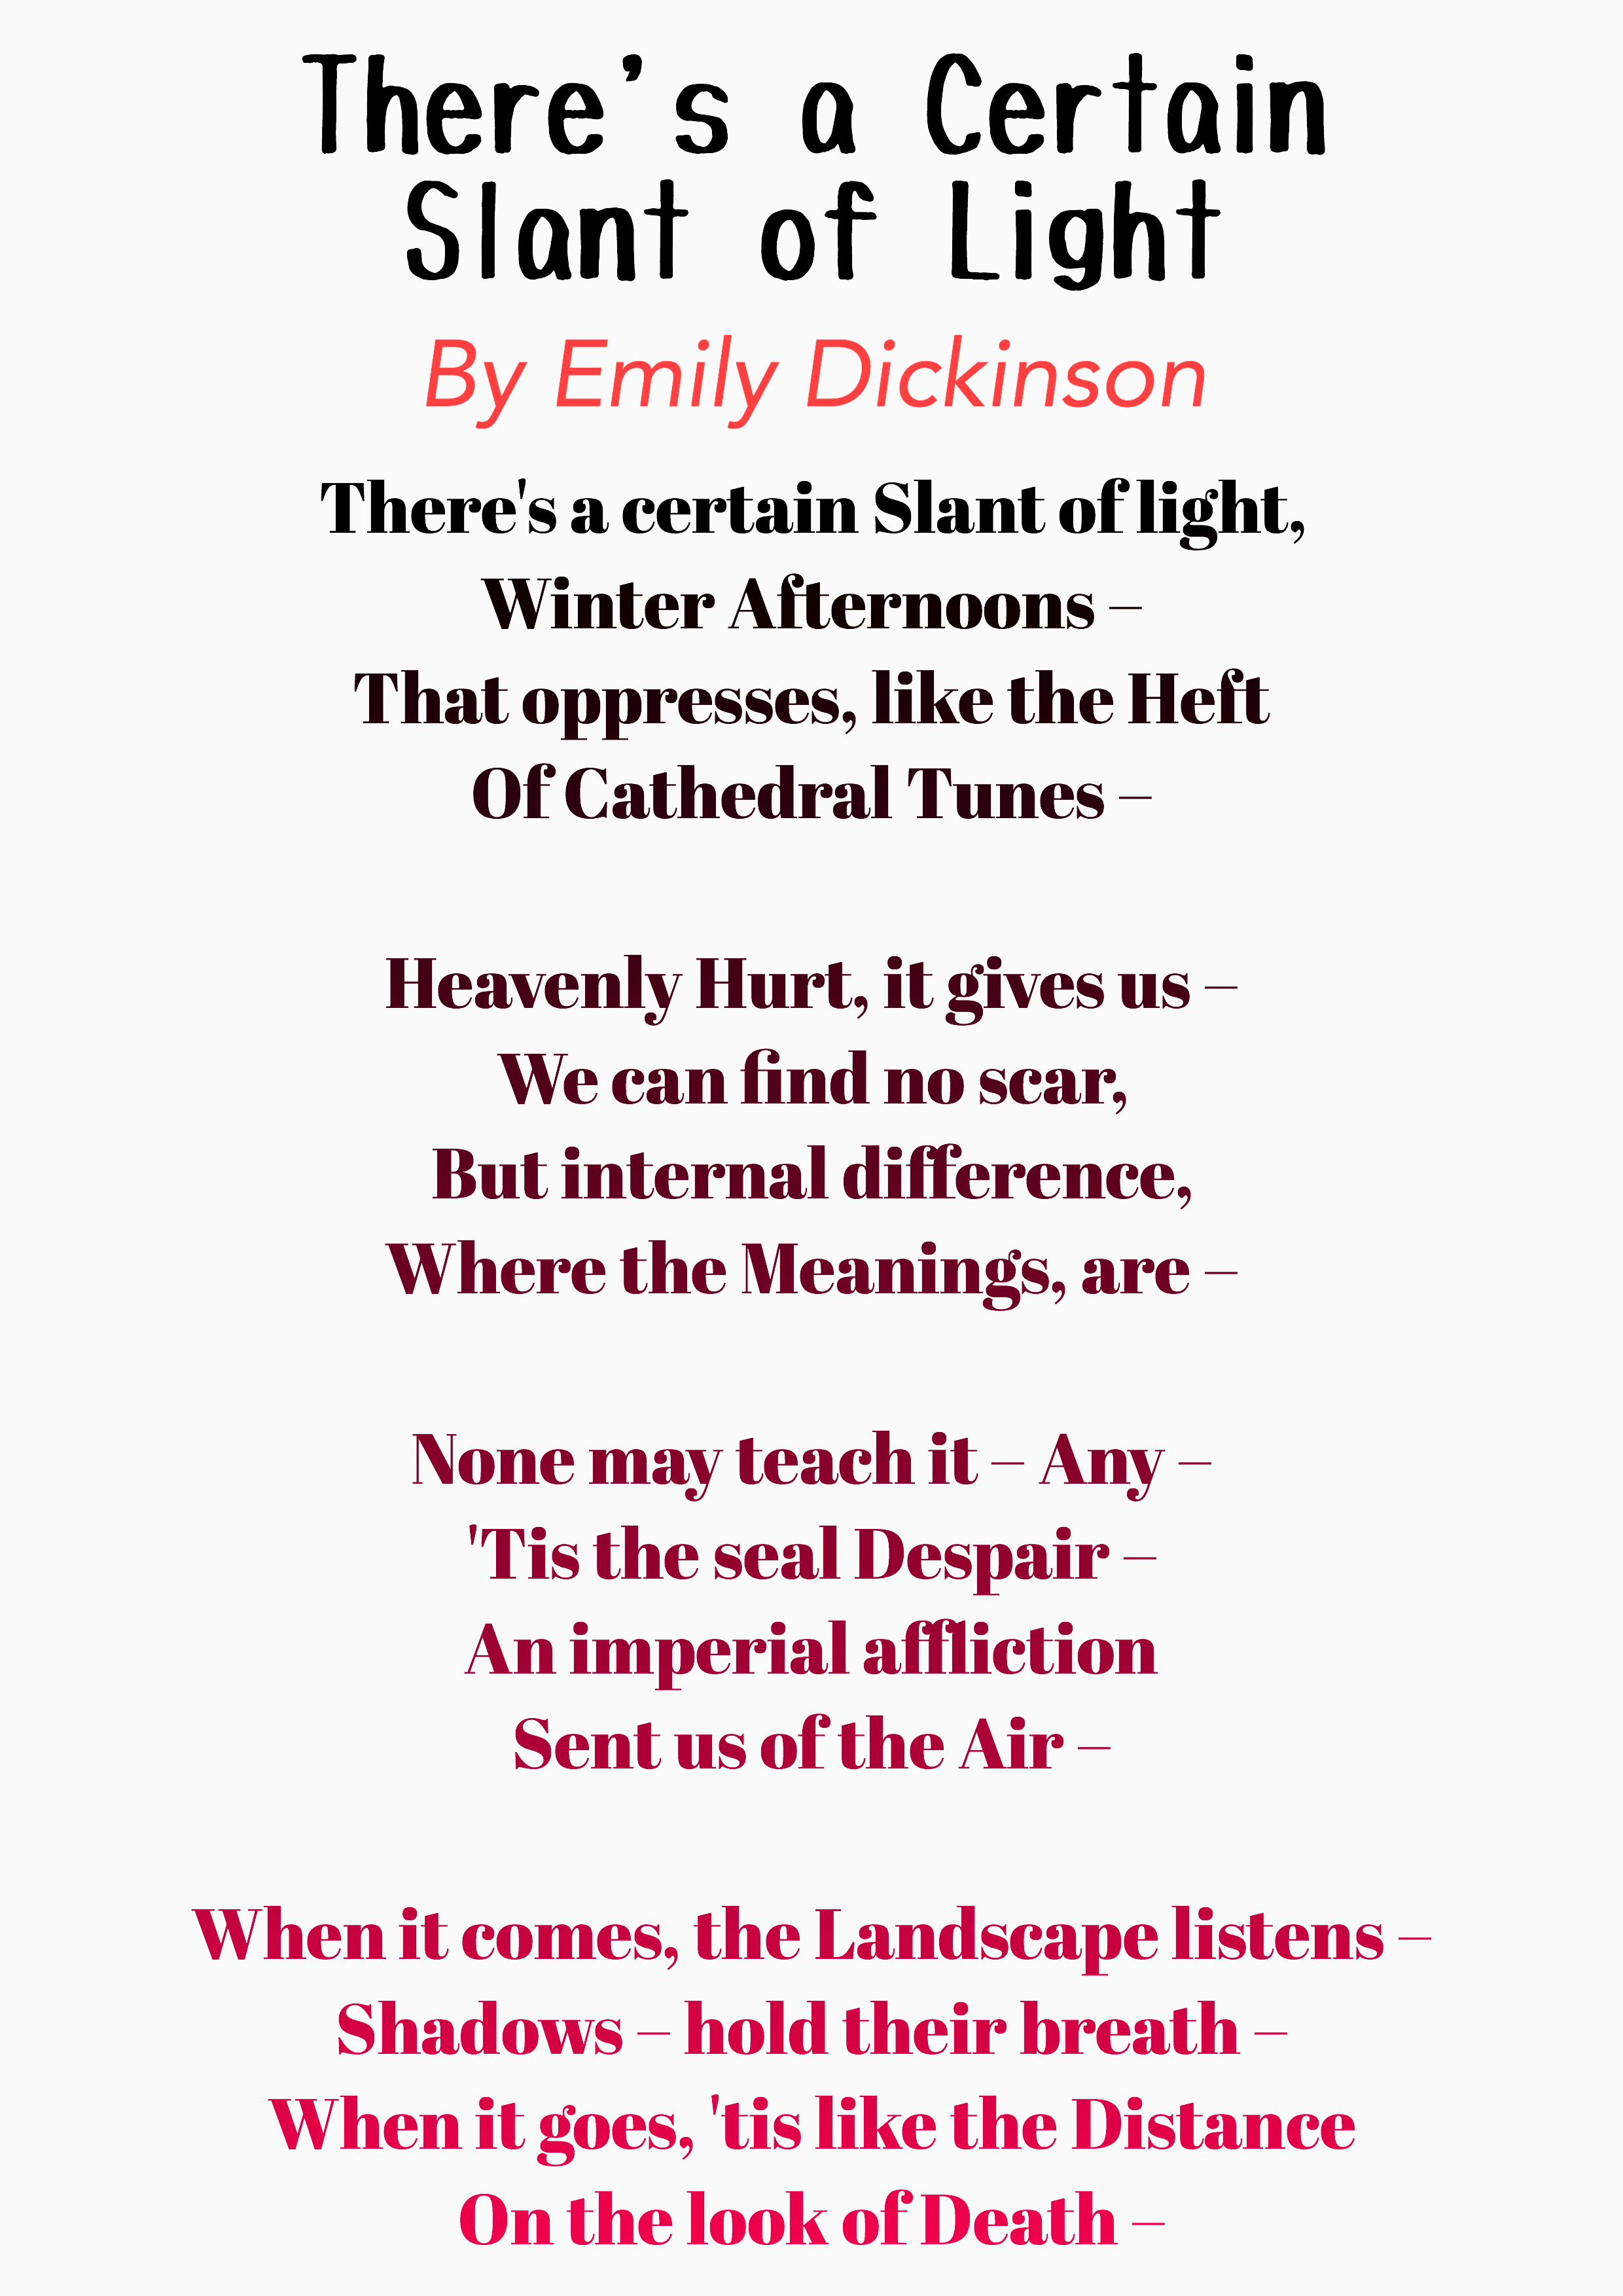 There’s a Certain
Slant of Light
By Emily Dickinson
There's a certain Slant of light,
Winter Afternoons –
That oppresses, like the Heft
Of Cathedral Tunes –
Heavenly Hurt, it gives us –
We can find no scar,
But internal difference,
Where the Meanings, are –
None may teach it – Any –
'Tis the seal Despair –
An imperial affliction
Sent us of the Air –
When it comes, the Landscape listens –
Shadows – hold their breath –
When it goes, 'tis like the Distance
On the look of Death –